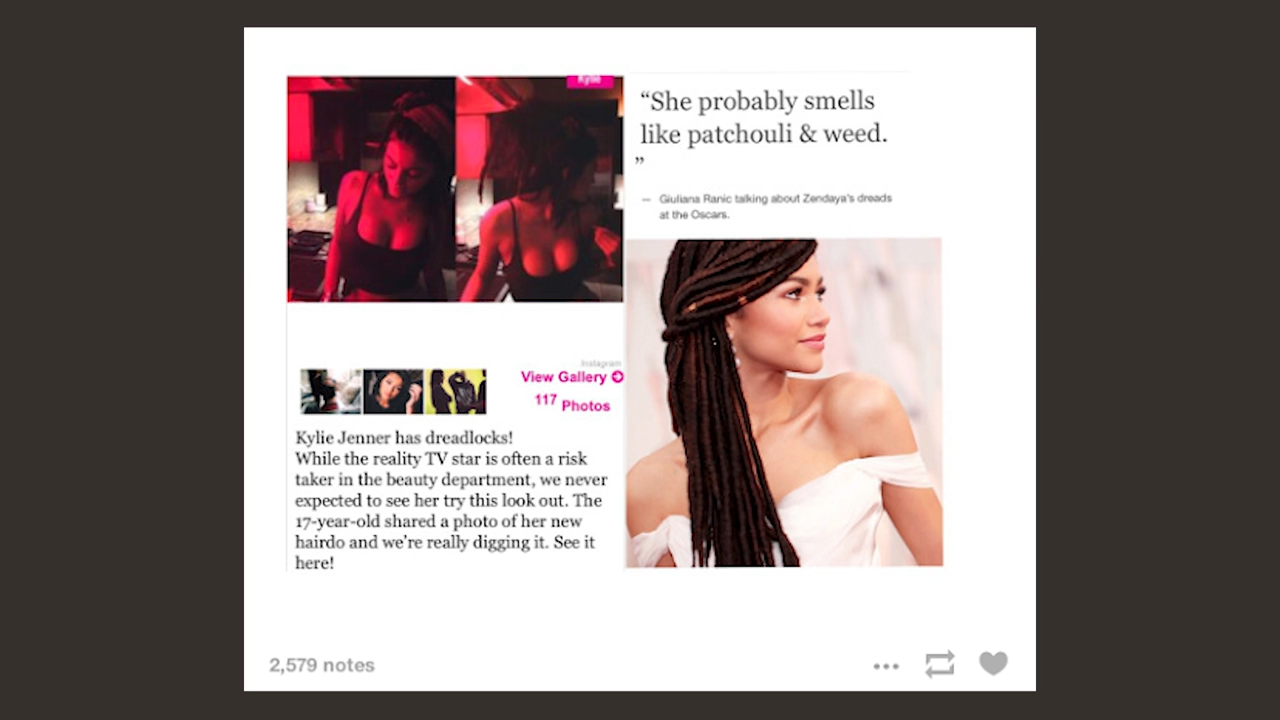 Kylie
“She probably smells
like patchouli & weed.
”
— Giuliana Ranic talking about Zendaya's dreads
at the Oscars.
Instagram
View Gallery
117 Photos
Kylie Jenner has dreadlocks!
While the reality TV star is often a risk
taker in the beauty department, we never
expected to see her try this look out. The
17-year-old shared a photo of her new
hairdo and we're really digging it. See it
here!
2,579 notes